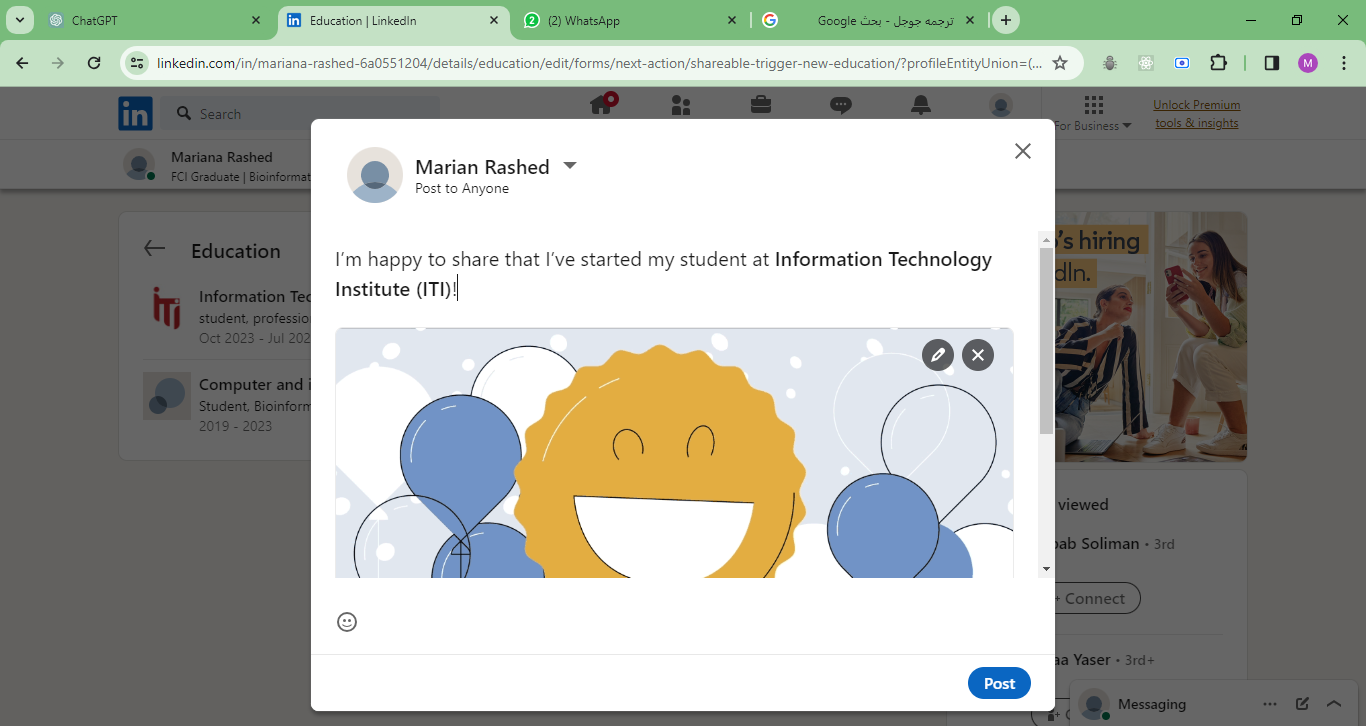 ChatGPT
Education | LinkedIn
(2) WhatsApp
ترجمه جوجل - بحث Google
linkedin.com/in/mariana-rashed-6a0551204/details/education/edit/forms/next-action/shareable-trigger-new-education/?profileEntityUnion=(...
M
in
Search
For Business
Unlock Premium
tools & insights
Mariana Rashed
FCI Graduate | Bioinformat
Marian Rashed
Post to Anyone
Education
I'm happy to share that I've started my student at Information Technology
Institute (ITI)!
iTi
Information Tec
student, professio
Oct 2023 - Jul 202
Computer and i
Student, Bioinform
2019 - 2023
's hiring
dIn.
viewed
Soliman • 3rd
Connect
Yaser • 3rd+
Post
Messaging